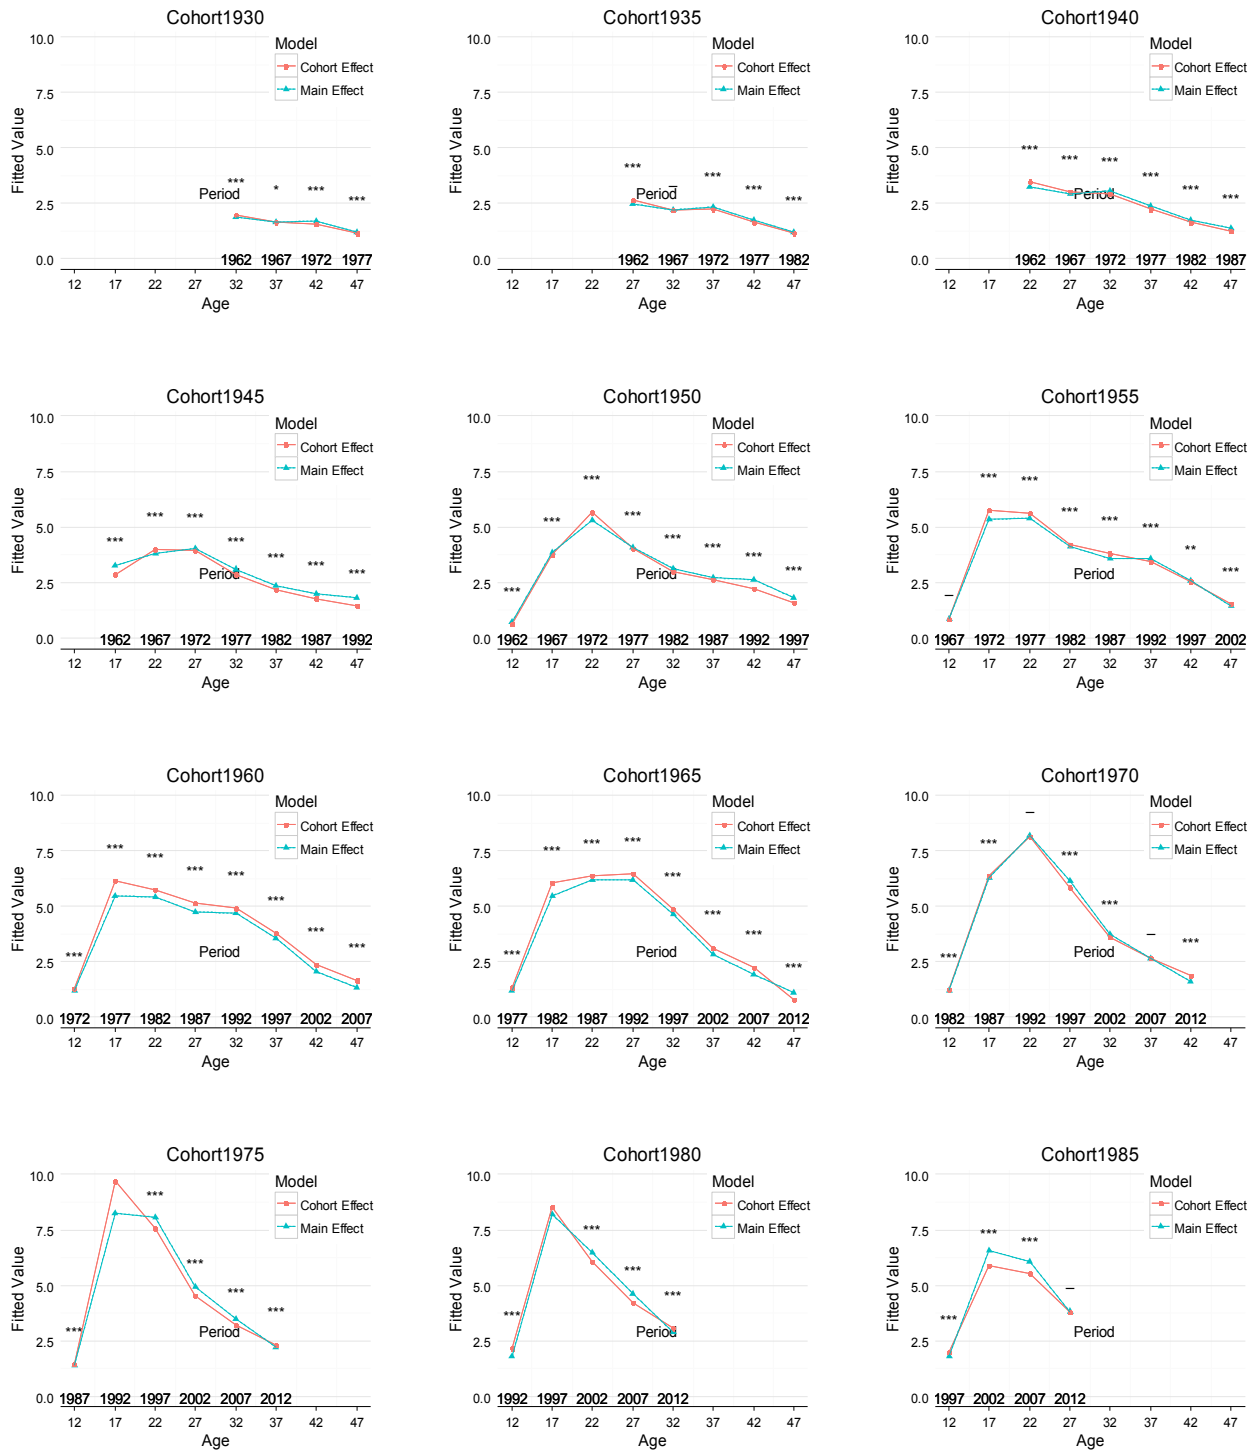 Cohort1930
10.0
7.5
5.0
2.5
0.0
Fitted Value
Model
Cohort Effect
Main Effect
*** * *** ***
Period
1962 1967 1972 1977
12 17 22 27 32 37 42 47
Age
Cohort1935
10.0
7.5
5.0
2.5
0.0
Fitted Value
Model
Cohort Effect
Main Effect
*** – *** *** ***
Period
1962 1967 1972 1977 1982
12 17 22 27 32 37 42 47
Age
Cohort1940
10.0
7.5
5.0
2.5
0.0
Fitted Value
Model
Cohort Effect
Main Effect
*** *** *** *** *** ***
Period
1962 1967 1972 1977 1982 1987
12 17 22 27 32 37 42 47
Age
Cohort1945
10.0
7.5
5.0
2.5
0.0
Fitted Value
Model
Cohort Effect
Main Effect
*** *** *** *** *** *** ***
Period
1962 1967 1972 1977 1982 1987 1992
12 17 22 27 32 37 42 47
Age
Cohort1950
10.0
7.5
5.0
2.5
0.0
Fitted Value
Model
Cohort Effect
Main Effect
*** *** *** *** *** *** *** ***
Period
1962 1967 1972 1977 1982 1987 1992 1997
12 17 22 27 32 37 42 47
Age
Cohort1955
10.0
7.5
5.0
2.5
0.0
Fitted Value
Model
Cohort Effect
Main Effect
– *** *** *** *** *** ** ***
Period
1967 1972 1977 1982 1987 1992 1997 2002
12 17 22 27 32 37 42 47
Age
Cohort1960
10.0
7.5
5.0
2.5
0.0
Fitted Value
Model
Cohort Effect
Main Effect
*** *** *** *** *** *** *** ***
Period
1972 1977 1982 1987 1992 1997 2002 2007
12 17 22 27 32 37 42 47
Age
Cohort1965
10.0
7.5
5.0
2.5
0.0
Fitted Value
Model
Cohort Effect
Main Effect
*** *** *** *** *** *** *** ***
Period
1977 1982 1987 1992 1997 2002 2007 2012
12 17 22 27 32 37 42 47
Age
Cohort1970
10.0
7.5
5.0
2.5
0.0
Fitted Value
Model
Cohort Effect
Main Effect
*** *** – *** *** – ***
Period
1982 1987 1992 1997 2002 2007 2012
12 17 22 27 32 37 42 47
Age
Cohort1975
10.0
7.5
5.0
2.5
0.0
Fitted Value
Model
Cohort Effect
Main Effect
*** *** *** *** ***
Period
1987 1992 1997 2002 2007 2012
12 17 22 27 32 37 42 47
Age
Cohort1980
10.0
7.5
5.0
2.5
0.0
Fitted Value
Model
Cohort Effect
Main Effect
*** *** *** ***
Period
1992 1997 2002 2007 2012
12 17 22 27 32 37 42 47
Age
Cohort1985
10.0
7.5
5.0
2.5
0.0
Fitted Value
Model
Cohort Effect
Main Effect
*** *** *** –
Period
1997 2002 2007 2012
12 17 22 27 32 37 42 47
Age